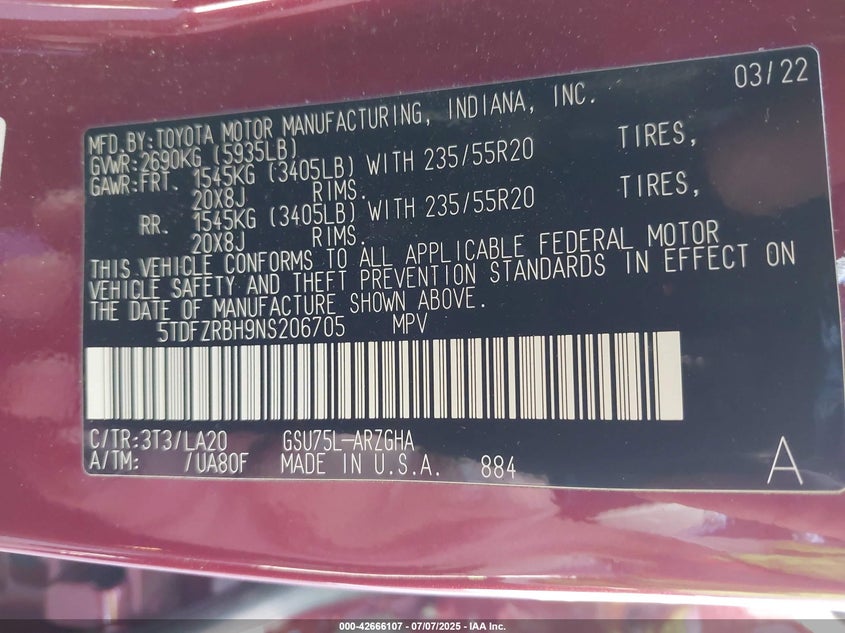 03/22
MFD.BY:TOYOTA MOTOR MANUFACTURING, INDIANA, INC.
GVWR:2690KG (5935LB)
GAWR:FRT. 1545KG (3405LB) WITH 235/55R20 TIRES,
20X8J RIMS.
RR. 1545KG (3405LB) WITH 235/55R20 TIRES,
20X8J RIMS.
THIS VEHICLE CONFORMS TO ALL APPLICABLE FEDERAL MOTOR
VEHICLE SAFETY AND THEFT PREVENTION STANDARDS IN EFFECT ON
THE DATE OF MANUFACTURE SHOWN ABOVE.
5TDFZRBH9NS206705 MPV
C/TR:3T3/LA20 GSU75L-ARZGHA
A/TM: /UA80F MADE IN U.S.A. 884 A
000-42666107 - 07/07/2025 - IAA Inc.